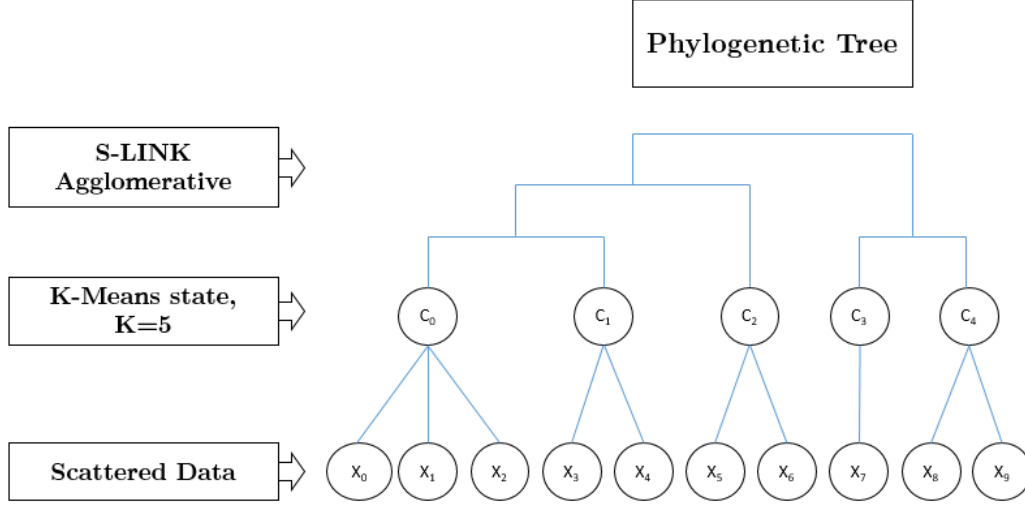 Phylogenetic Tree
S-LINK
Agglomerative
K-Means state,
K=5
C₀ C₁ C₂ C₃ C₄
Scattered Data
X₀ X₁ X₂ X₃ X₄ X₅ X₆ X₇ X₈ X₉